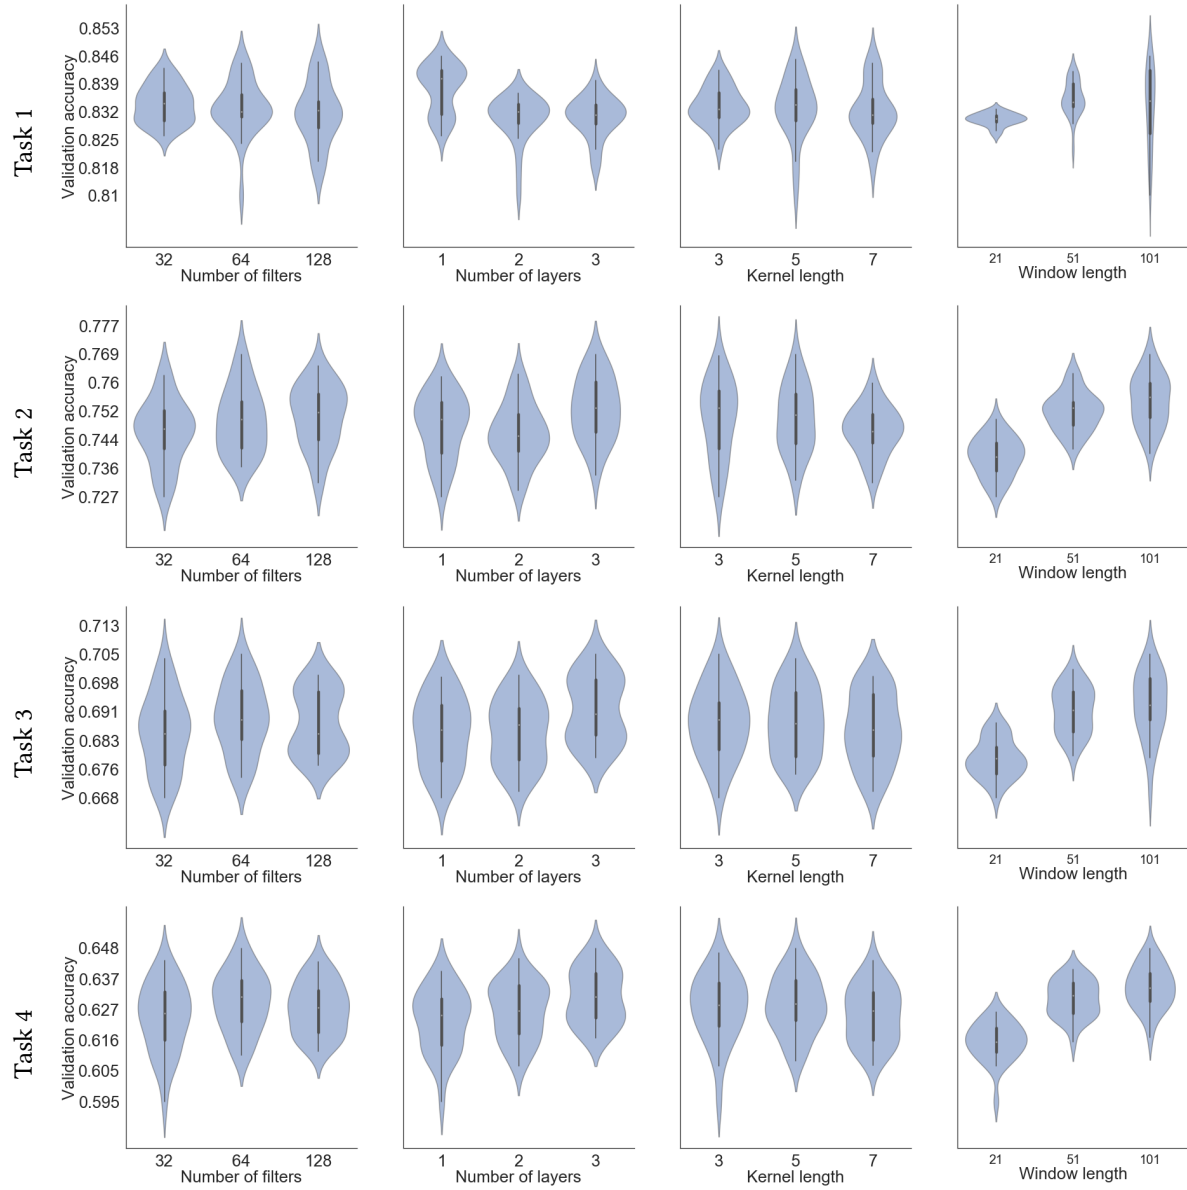 Task 1
Validation accuracy
0.853
0.846
0.839
0.832
0.825
0.818
0.81
32 64 128
Number of filters
1 2 3
Number of layers
3 5 7
Kernel length
21 51 101
Window length
Task 2
Validation accuracy
0.777
0.769
0.76
0.752
0.744
0.736
0.727
32 64 128
Number of filters
1 2 3
Number of layers
3 5 7
Kernel length
21 51 101
Window length
Task 3
Validation accuracy
0.713
0.705
0.698
0.691
0.683
0.676
0.668
32 64 128
Number of filters
1 2 3
Number of layers
3 5 7
Kernel length
21 51 101
Window length
Task 4
Validation accuracy
0.648
0.637
0.627
0.616
0.605
0.595
32 64 128
Number of filters
1 2 3
Number of layers
3 5 7
Kernel length
21 51 101
Window length